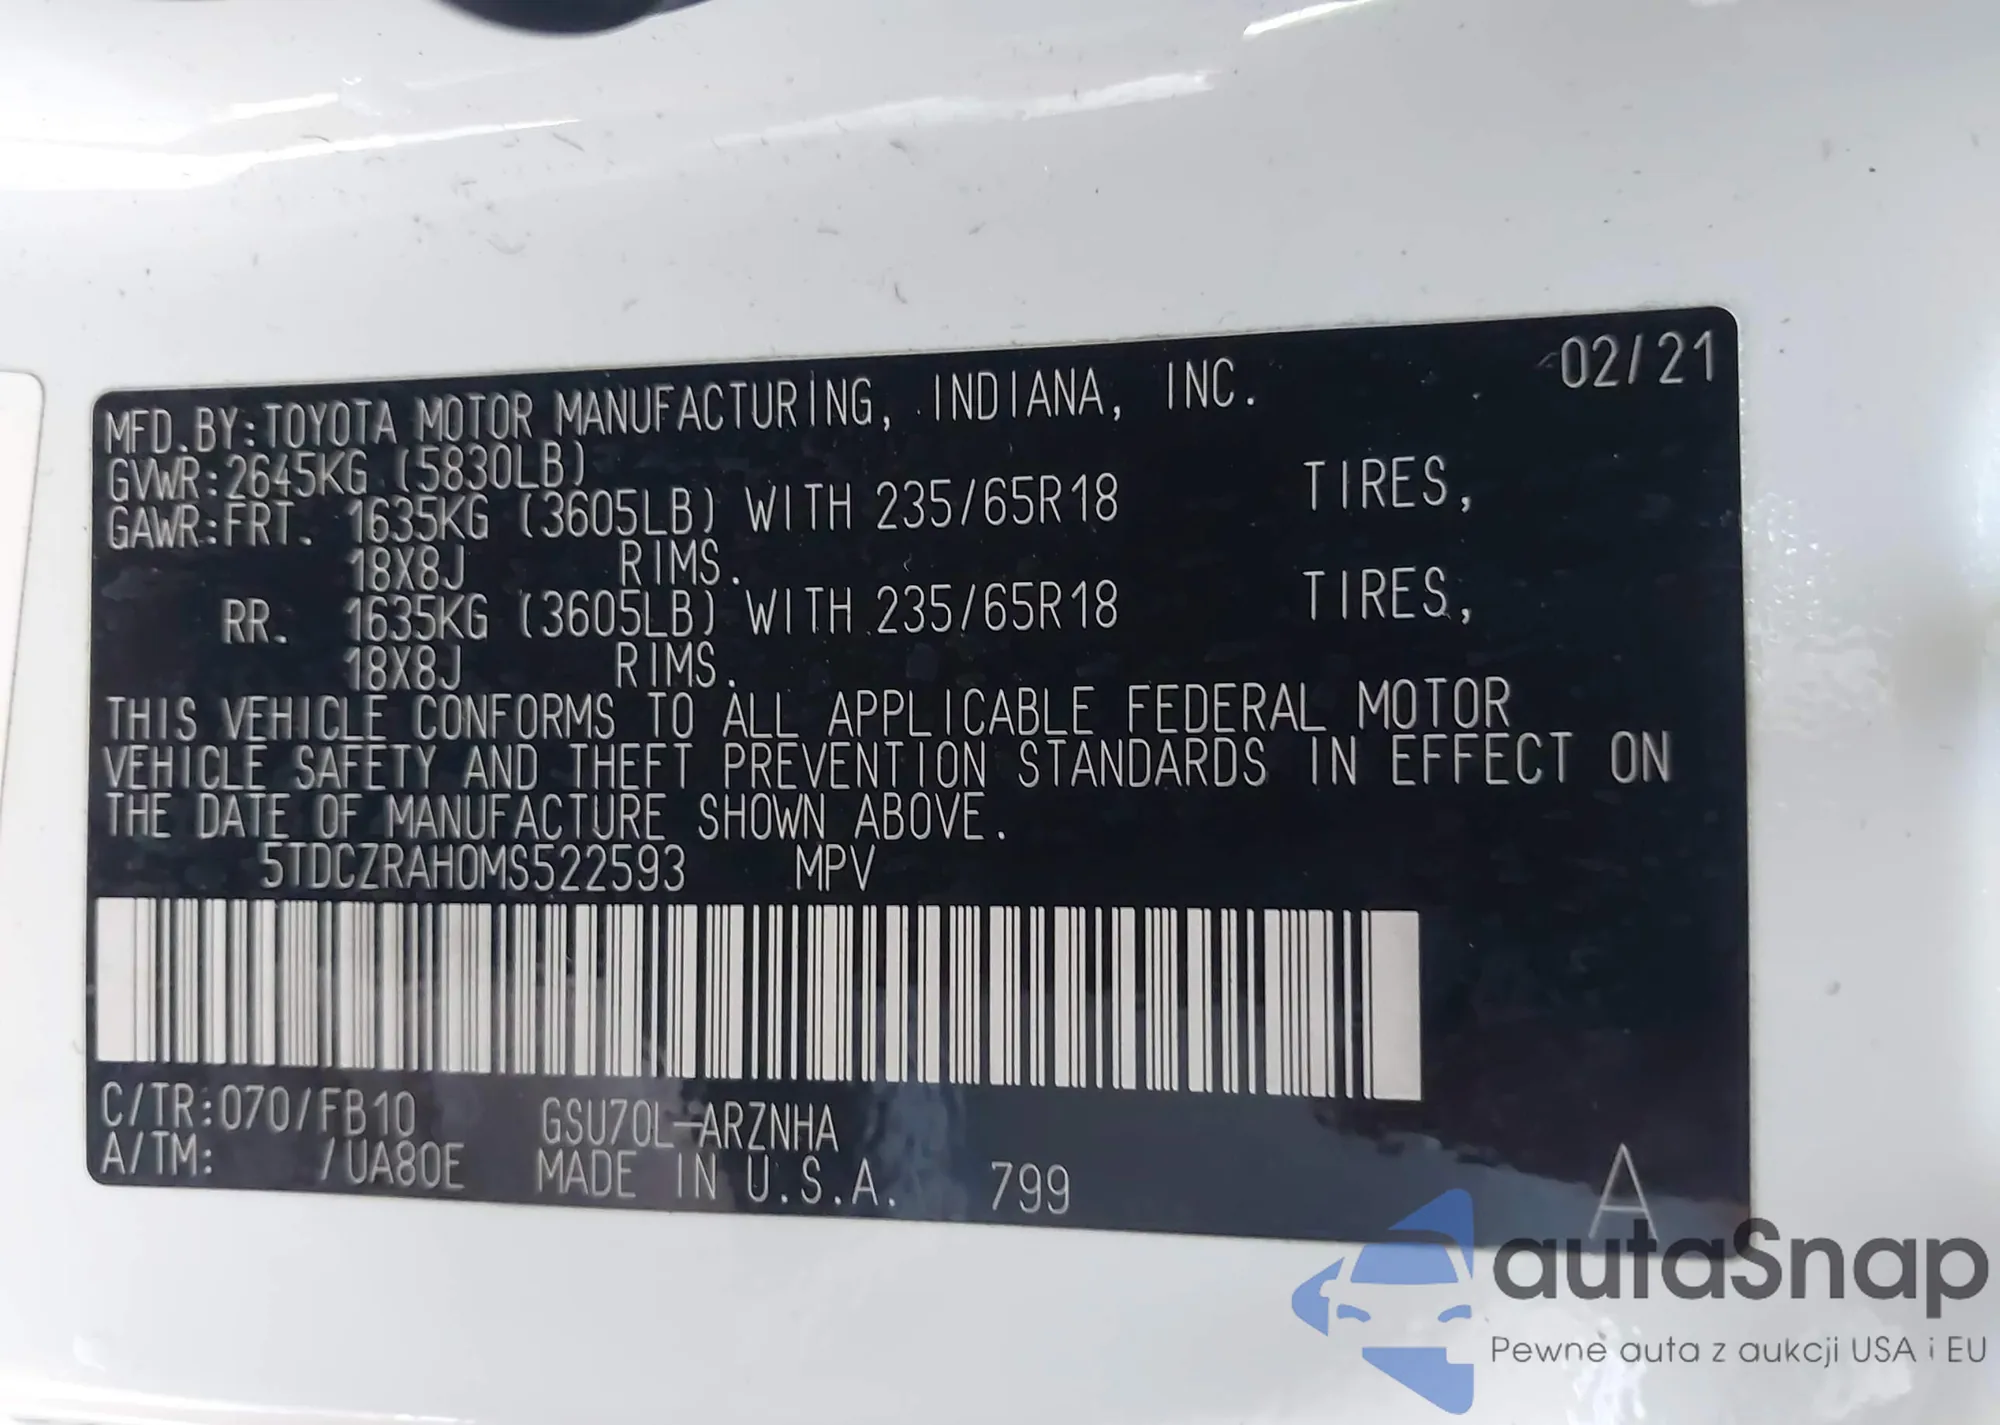 02/21
MFD.BY:TOYOTA MOTOR MANUFACTURING, INDIANA, INC.
GVWR:2645KG (5830LB)
GAWR:FRT. 1635KG (3605LB) WITH 235/65R18 TIRES,
18X8J RIMS.
RR. 1635KG (3605LB) WITH 235/65R18 TIRES,
18X8J RIMS.
THIS VEHICLE CONFORMS TO ALL APPLICABLE FEDERAL MOTOR
VEHICLE SAFETY AND THEFT PREVENTION STANDARDS IN EFFECT ON
THE DATE OF MANUFACTURE SHOWN ABOVE.
5TDCZRAH0MS522593 MPV
C/TR:070/FB10 GSU70L-ARZNHA
A/TM: /UA80E MADE IN U.S.A. 799 A
autaSnap
Pewne auta z aukcji USA i EU